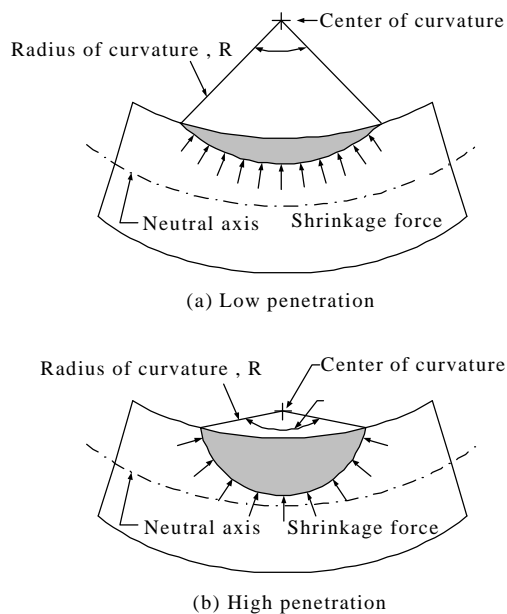 Center of curvature
Radius of curvature , R
Neutral axis
Shrinkage force
(a) Low penetration
Center of curvature
Radius of curvature , R
Neutral axis
Shrinkage force
(b) High penetration